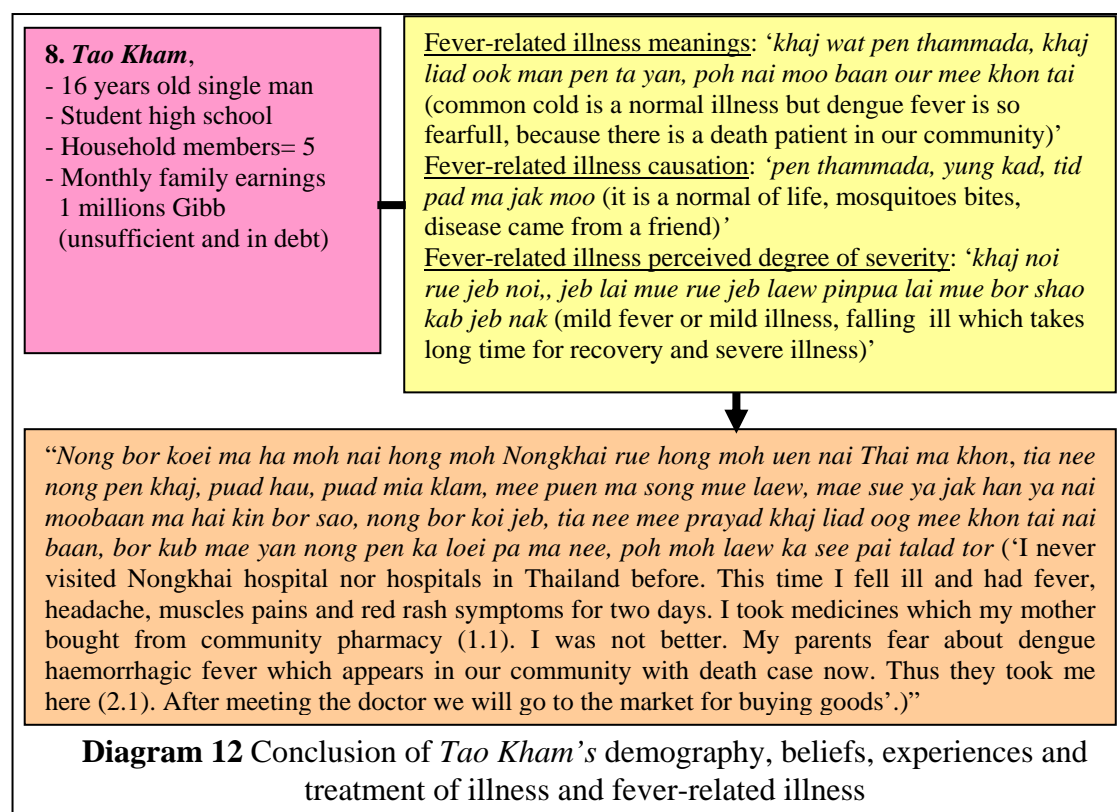 8. Tao Kham,
- 16 years old single man
- Student high school
- Household members= 5
- Monthly family earnings
1 millions Gibb
(unsufficient and in debt)
Fever-related illness meanings: ‘khaj wat pen thammada, khaj
liad ook man pen ta yan, poh nai moo baan our mee khon tai
(common cold is a normal illness but dengue fever is so
fearfull, because there is a death patient in our community)’
Fever-related illness causation: ‘pen thammada, yung kad, tid
pad ma jak moo (it is a normal of life, mosquitoes bites,
disease came from a friend)’
Fever-related illness perceived degree of severity: ‘khaj noi
rue jeb noi,, jeb lai mue rue jeb laew pinpua lai mue bor shao
kab jeb nak (mild fever or mild illness, falling ill which takes
long time for recovery and severe illness)’
“Nong bor koei ma ha moh nai hong moh Nongkhai rue hong moh uen nai Thai ma khon, tia nee
nong pen khaj, puad hau, puad mia klam, mee puen ma song mue laew, mae sue ya jak han ya nai
moobaan ma hai kin bor sao, nong bor koi jeb, tia nee mee prayad khaj liad oog mee khon tai nai
baan, bor kub mae yan nong pen ka loei pa ma nee, poh moh laew ka see pai talad tor (‘I never
visited Nongkhai hospital nor hospitals in Thailand before. This time I fell ill and had fever,
headache, muscles pains and red rash symptoms for two days. I took medicines which my mother
bought from community pharmacy (1.1). I was not better. My parents fear about dengue
haemorrhagic fever which appears in our community with death case now. Thus they took me
here (2.1). After meeting the doctor we will go to the market for buying goods’.)”
Diagram 12 Conclusion of Tao Kham’s demography, beliefs, experiences and
treatment of illness and fever-related illness